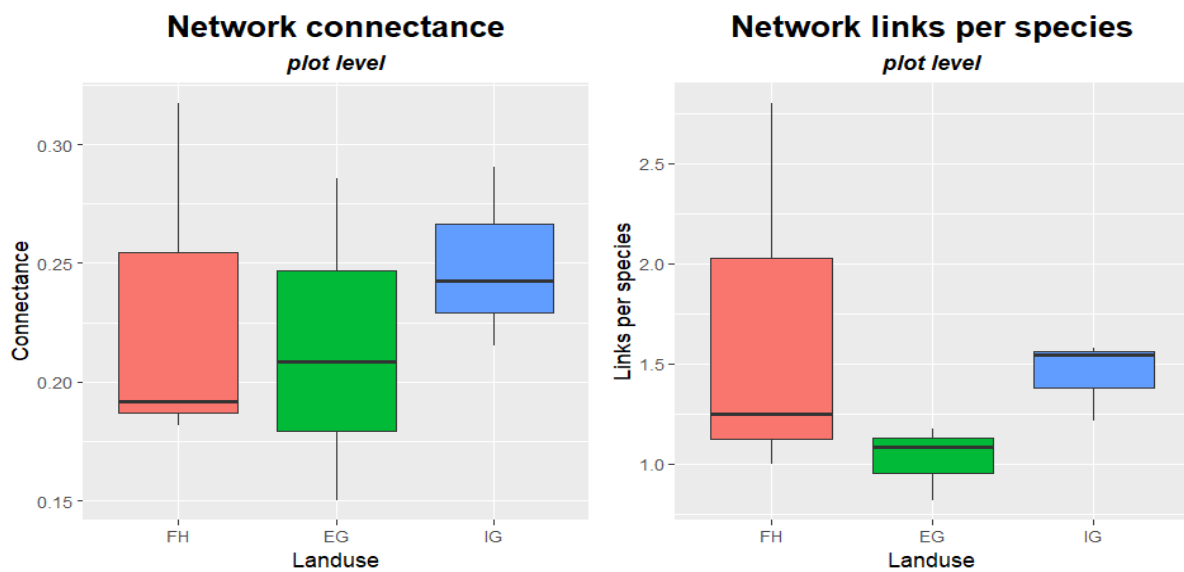 Network connectance
plot level
0.30
0.25
0.20
0.15
Connectance
FH EG IG
Landuse
Network links per species
plot level
2.5
2.0
1.5
1.0
Links per species
FH EG IG
Landuse